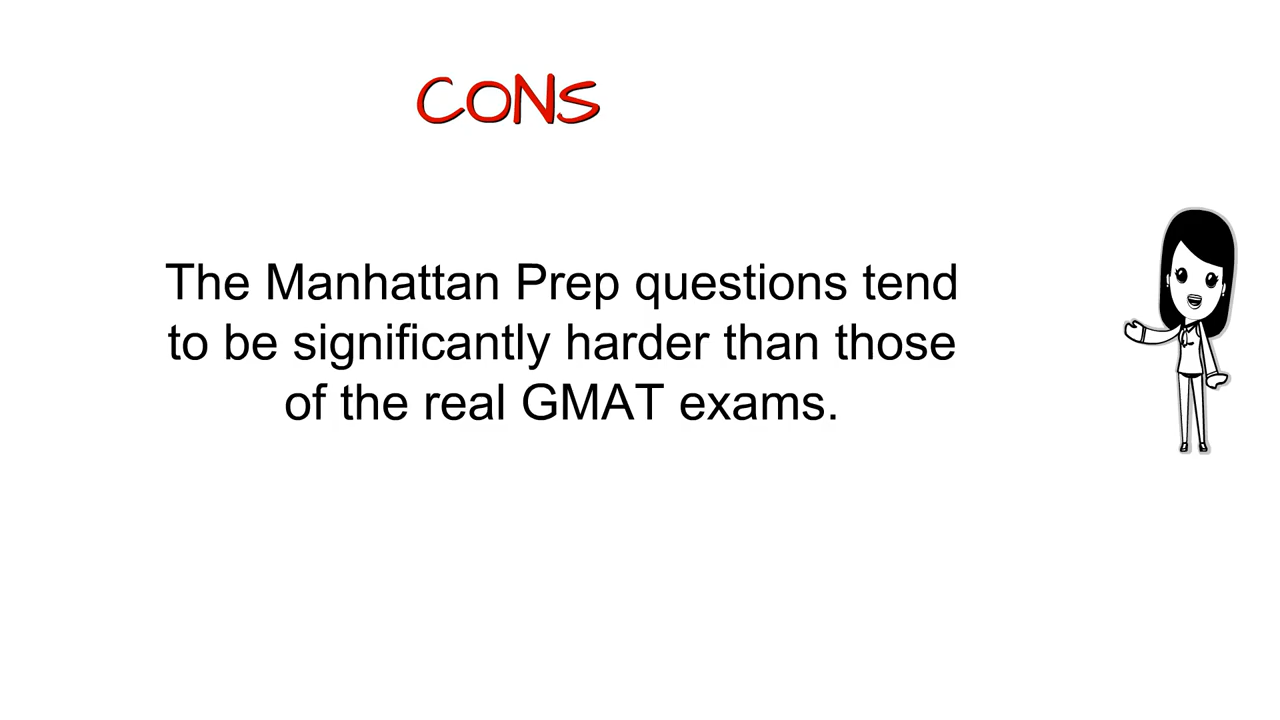 CONS
The Manhattan Prep questions tend
to be significantly harder than those
of the real GMAT exams.